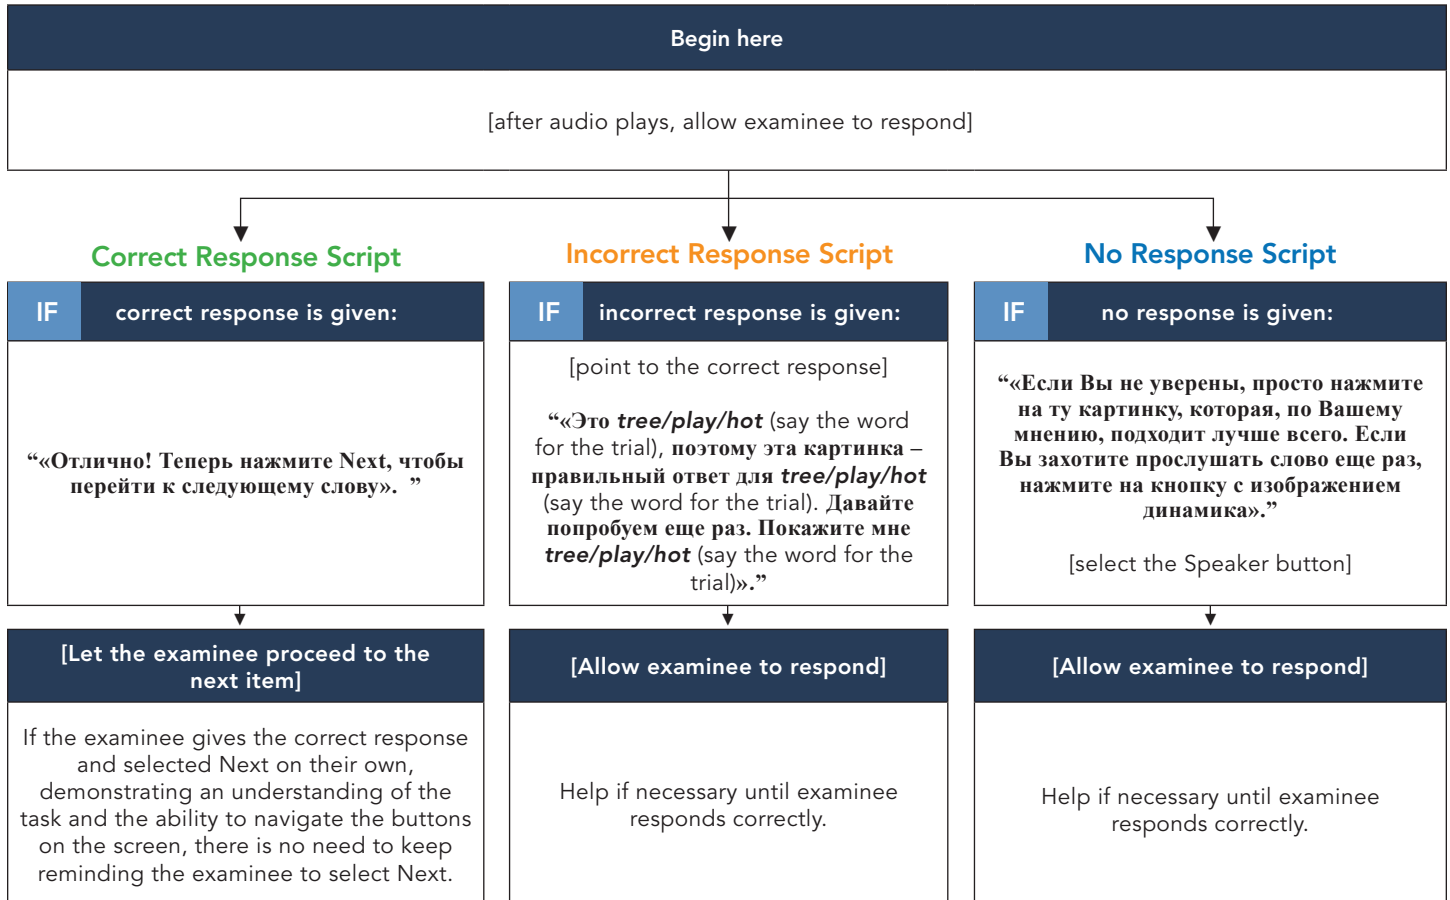 Begin here
[after audio plays, allow examinee to respond]
Correct Response Script
IF correct response is given:
“«Отлично! Теперь нажмите Next, чтобы
перейти к следующему слову». ”
[Let the examinee proceed to the
next item]
If the examinee gives the correct response
and selected Next on their own,
demonstrating an understanding of the
task and the ability to navigate the buttons
on the screen, there is no need to keep
reminding the examinee to select Next.
Incorrect Response Script
IF incorrect response is given:
[point to the correct response]
“«Это tree/play/hot (say the word
for the trial), поэтому эта картинка –
правильный ответ для tree/play/hot
(say the word for the trial). Давайте
попробуем еще раз. Покажите мне
tree/play/hot (say the word for the
trial)».”
[Allow examinee to respond]
Help if necessary until examinee
responds correctly.
No Response Script
IF no response is given:
“«Если Вы не уверены, просто нажмите
на ту картинку, которая, по Вашему
мнению, подходит лучше всего. Если
Вы захотите прослушать слово еще раз,
нажмите на кнопку с изображением
динамика».”
[select the Speaker button]
[Allow examinee to respond]
Help if necessary until examinee
responds correctly.